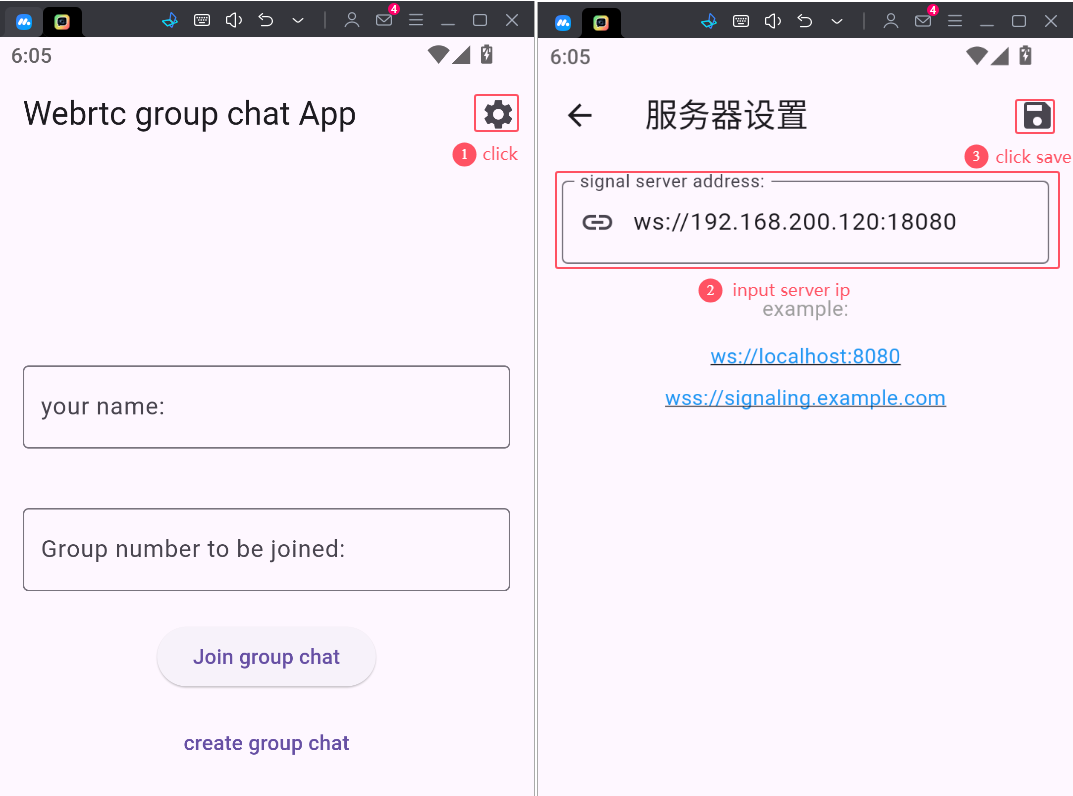 4
6:05
Webrtc group chat App
1 click
your name:
Group number to be joined:
Join group chat
create group chat
4
6:05
服务器设置
3 click save
signal server address:
ws://192.168.200.120:18080
2 input server ip
example:
ws://localhost:8080
wss://signaling.example.com